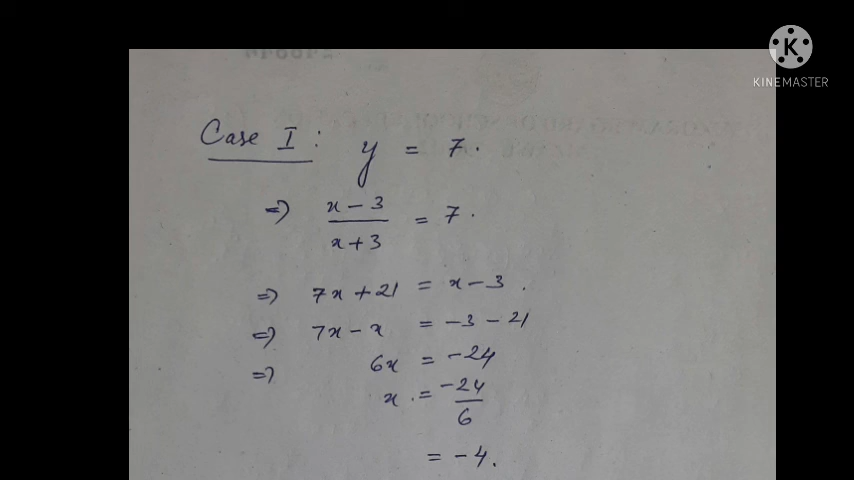 Case I : y = 7.
=> x - 3 / x + 3 = 7.
=> 7x + 21 = x - 3.
=> 7x - x = -3 - 21
=> 6x = -24
x = -24 / 6
= -4.
KINEMASTER